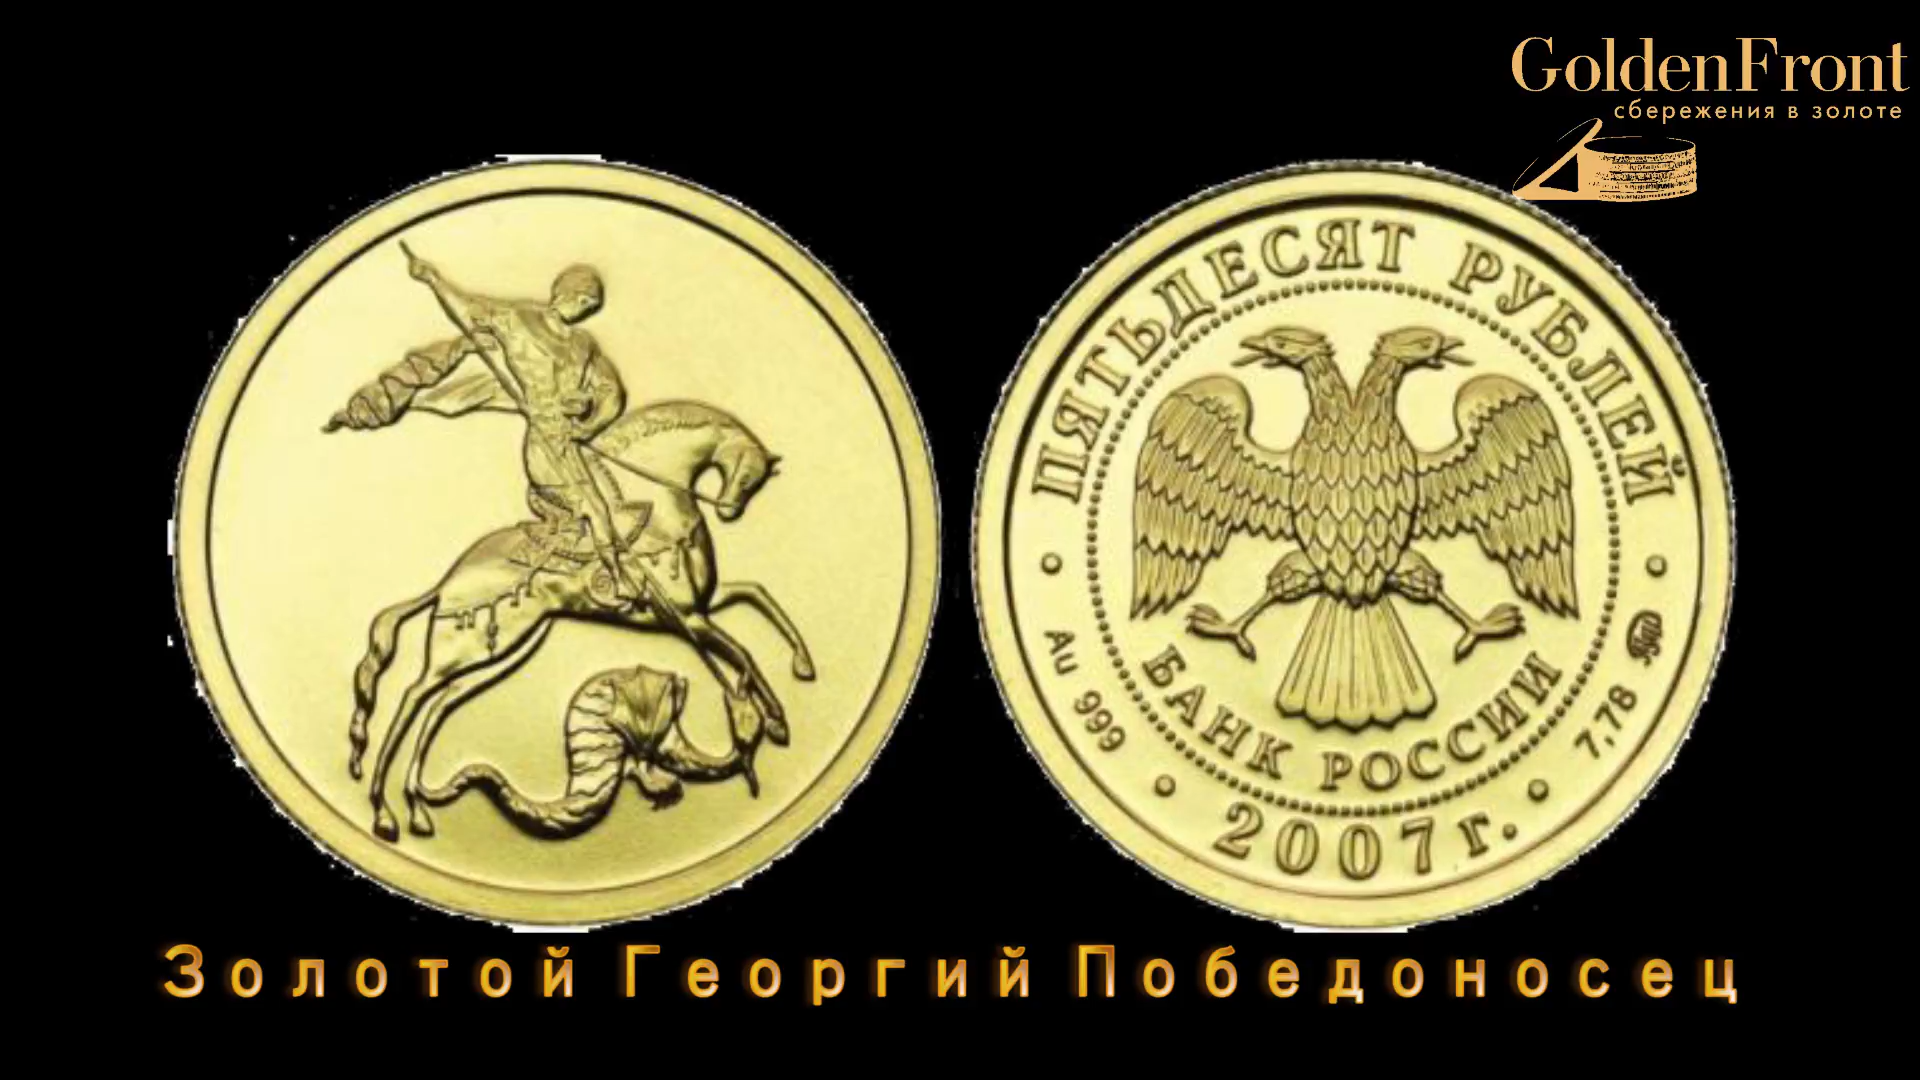 GoldenFront
сбережения в золоте
ПЯТЬДЕСЯТ РУБЛЕЙ
БАНК РОССИИ
Au 999
7,78
2007 г.
Золотой Георгий Победоносец